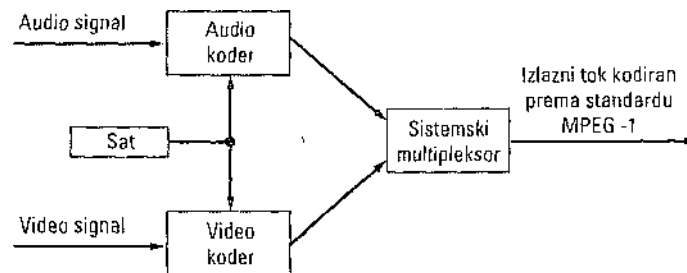 Audio signal
Audio
koder
Sat
Sistemski
multipleksor
Izlazni tok kodiran
prema standardu
MPEG -1
Video signal
Video
koder